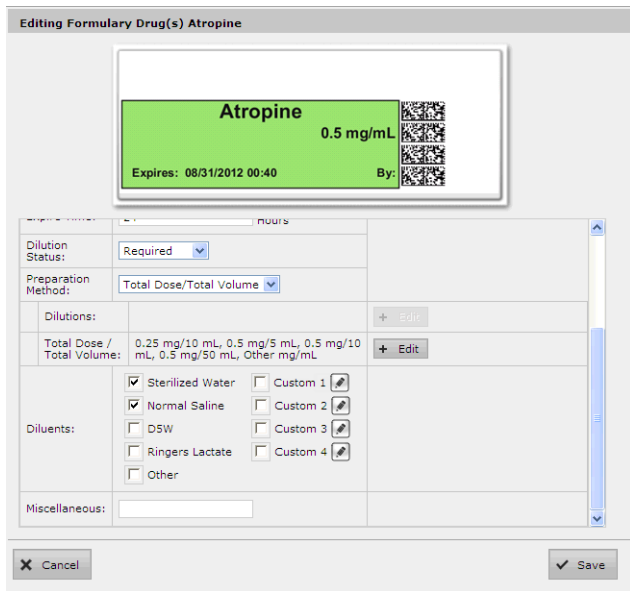 Editing Formulary Drug(s) Atropine
Atropine
0.5 mg/mL
Expires: 08/31/2012 00:40 By:
Expire Time: 24 Hours
Dilution Status: Required
Preparation Method: Total Dose/Total Volume
Dilutions: + Edit
Total Dose / Total Volume: 0.25 mg/10 mL, 0.5 mg/5 mL, 0.5 mg/10 mL, 0.5 mg/50 mL, Other mg/mL + Edit
Diluents:
Sterilized Water Custom 1
Normal Saline Custom 2
D5W Custom 3
Ringers Lactate Custom 4
Other
Miscellaneous:
Cancel Save